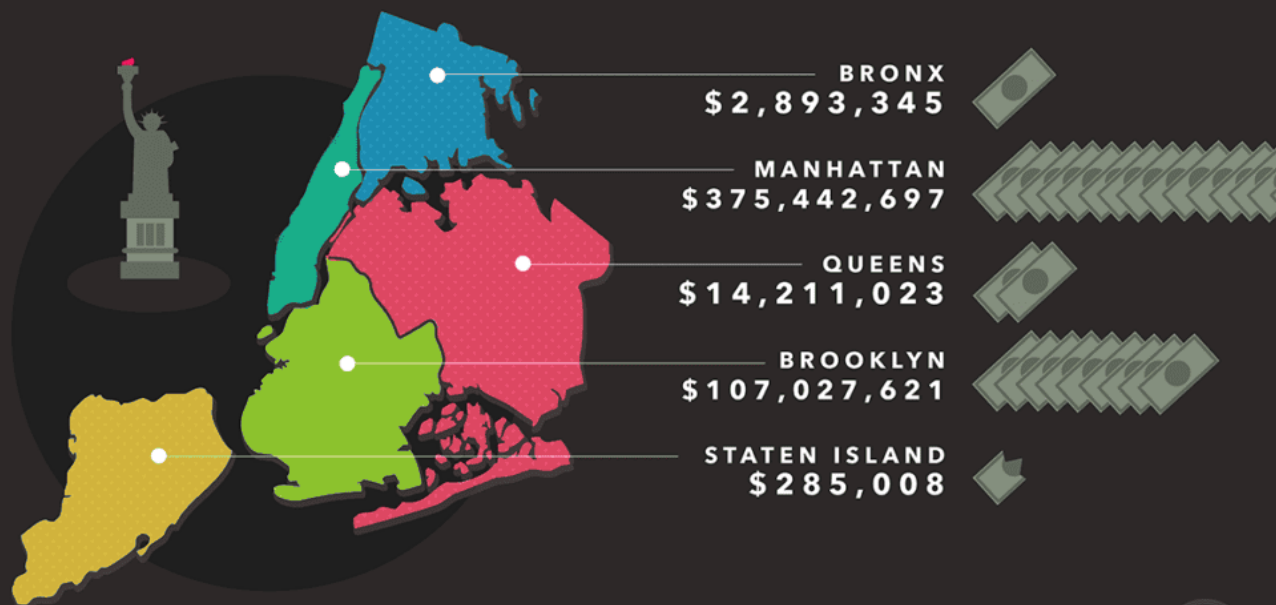 BRONX
$2,893,345
MANHATTAN
$375,442,697
QUEENS
$14,211,023
BROOKLYN
$107,027,621
STATEN ISLAND
$285,008